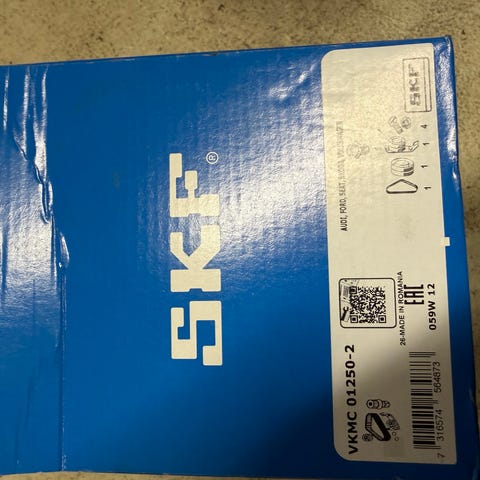 SKF®
SKF
AUDI, FORD, SEAT, SKODA, VOLKSWAGEN
1 1 1 4
VKMC 01250-2
26-MADE IN ROMANIA
EAC
059W 12
7 316574 564873